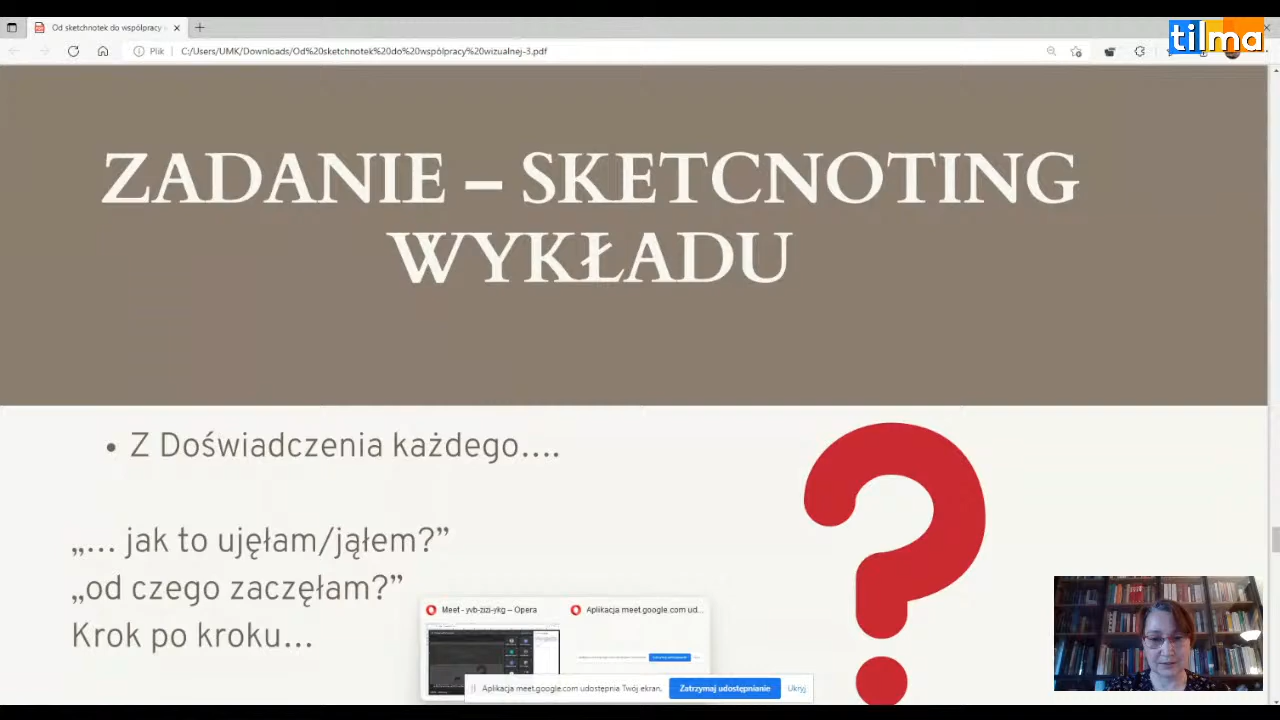 Od sketchnotek do współpracy
tilma
Plik
C:/Users/UMK/Downloads/Od%20sketchnotek%20do%20współpracy%20wizualnej-3.pdf
ZADANIE – SKETCNOTING
WYKŁADU
• Z Doświadczenia każdego....
„... jak to ujęłam/jąłem?”
„od czego zaczęłam?”
Krok po kroku...
Meet - yvb-zizi-ykg – Opera
Aplikacja meet.google.com ud...
Aplikacja meet.google.com udostępnia Twój ekran.
Zatrzymaj udostępnianie
Ukryj